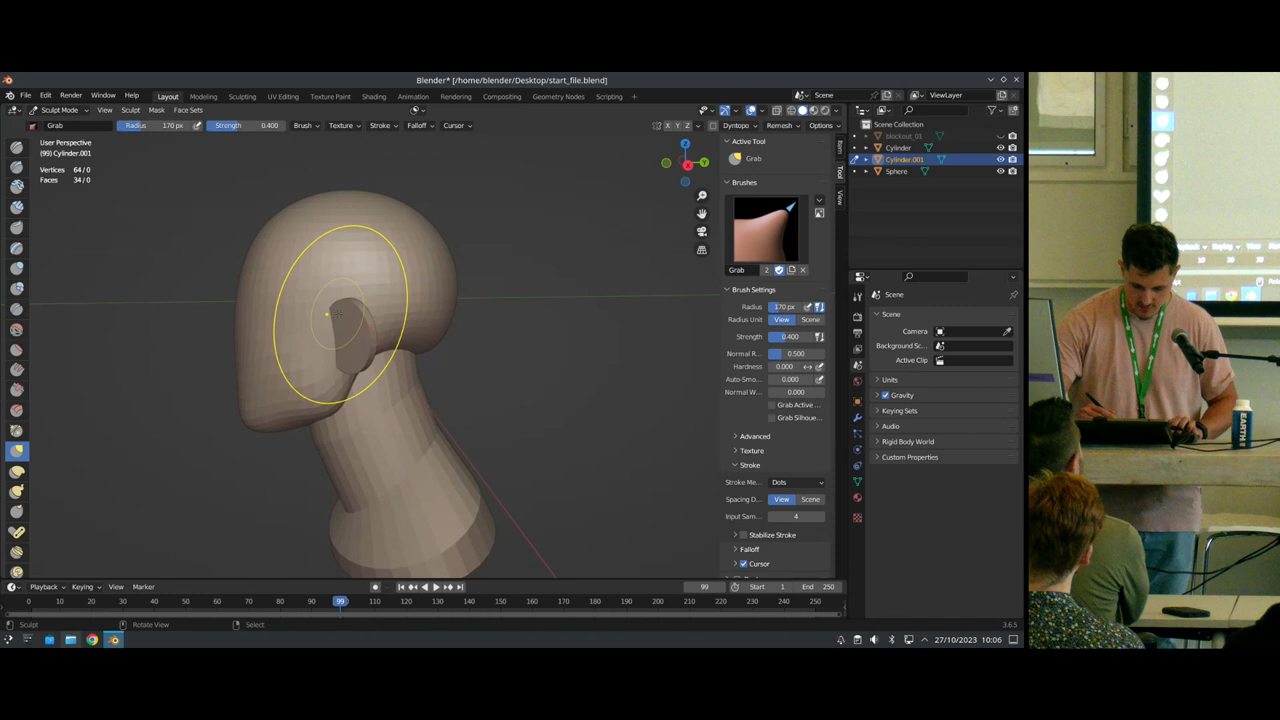 Blender* [/home/blender/Desktop/start_file.blend]
File Edit Render Window Help Layout Modeling Sculpting UV Editing Texture Paint Shading Animation Rendering Compositing Geometry Nodes Scripting + Scene ViewLayer
Sculpt Mode View Sculpt Mask Face Sets
Grab Radius 170 px Strength 0.400 Brush Texture Stroke Falloff Cursor X Y Z Dyntopo Remesh Options
User Perspective
(99) Cylinder.001
Vertices 64 / 0
Faces 34 / 0
Z
Y
X
Active Tool
Grab
Brushes
Grab 2
Brush Settings
Radius 170 px
Radius Unit View Scene
Strength 0.400
Normal R... 0.500
Hardness 0.000
Auto-Smo... 0.000
Normal W... 0.000
Grab Active ...
Grab Silhoue...
Advanced
Texture
Stroke
Stroke Me... Dots
Spacing D... View Scene
Input Sam... 4
Stabilize Stroke
Falloff
Cursor
Item
Tool
View
Scene Collection
blockout_01
Cylinder
Cylinder.001
Sphere
Scene
Scene
Camera
Background Sc...
Active Clip
Units
Gravity
Keying Sets
Audio
Rigid Body World
Custom Properties
Playback Keying View Marker 99 Start 1 End 250
0 10 20 30 40 50 60 70 80 90 99 110 120 130 140 150 160 170 180 190 200 210 220 230 240 250
Sculpt Rotate View Select 3.6.5
27/10/2023 10:06
EARTH